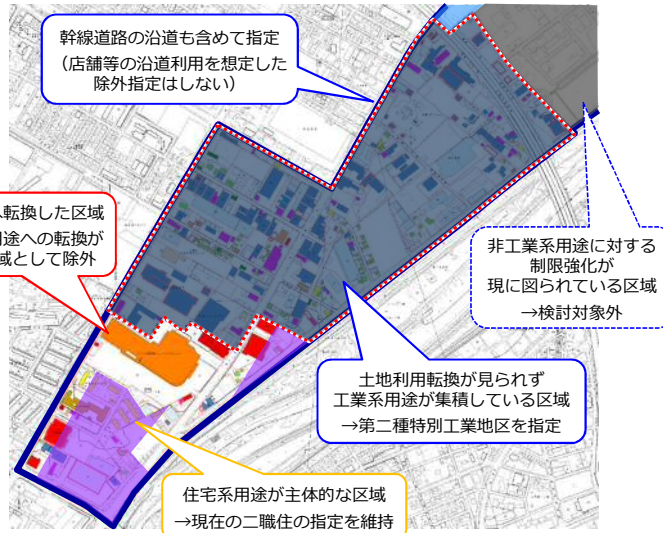 幹線道路の沿道も含めて指定
（店舗等の沿道利用を想定した
除外指定はしない）
転換した区域
途への転換が
域として除外
非工業系用途に対する
制限強化が
現に図られている区域
→検討対象外
土地利用転換が見られず
工業系用途が集積している区域
→第二種特別工業地区を指定
住宅系用途が主体的な区域
→現在の二職住の指定を維持